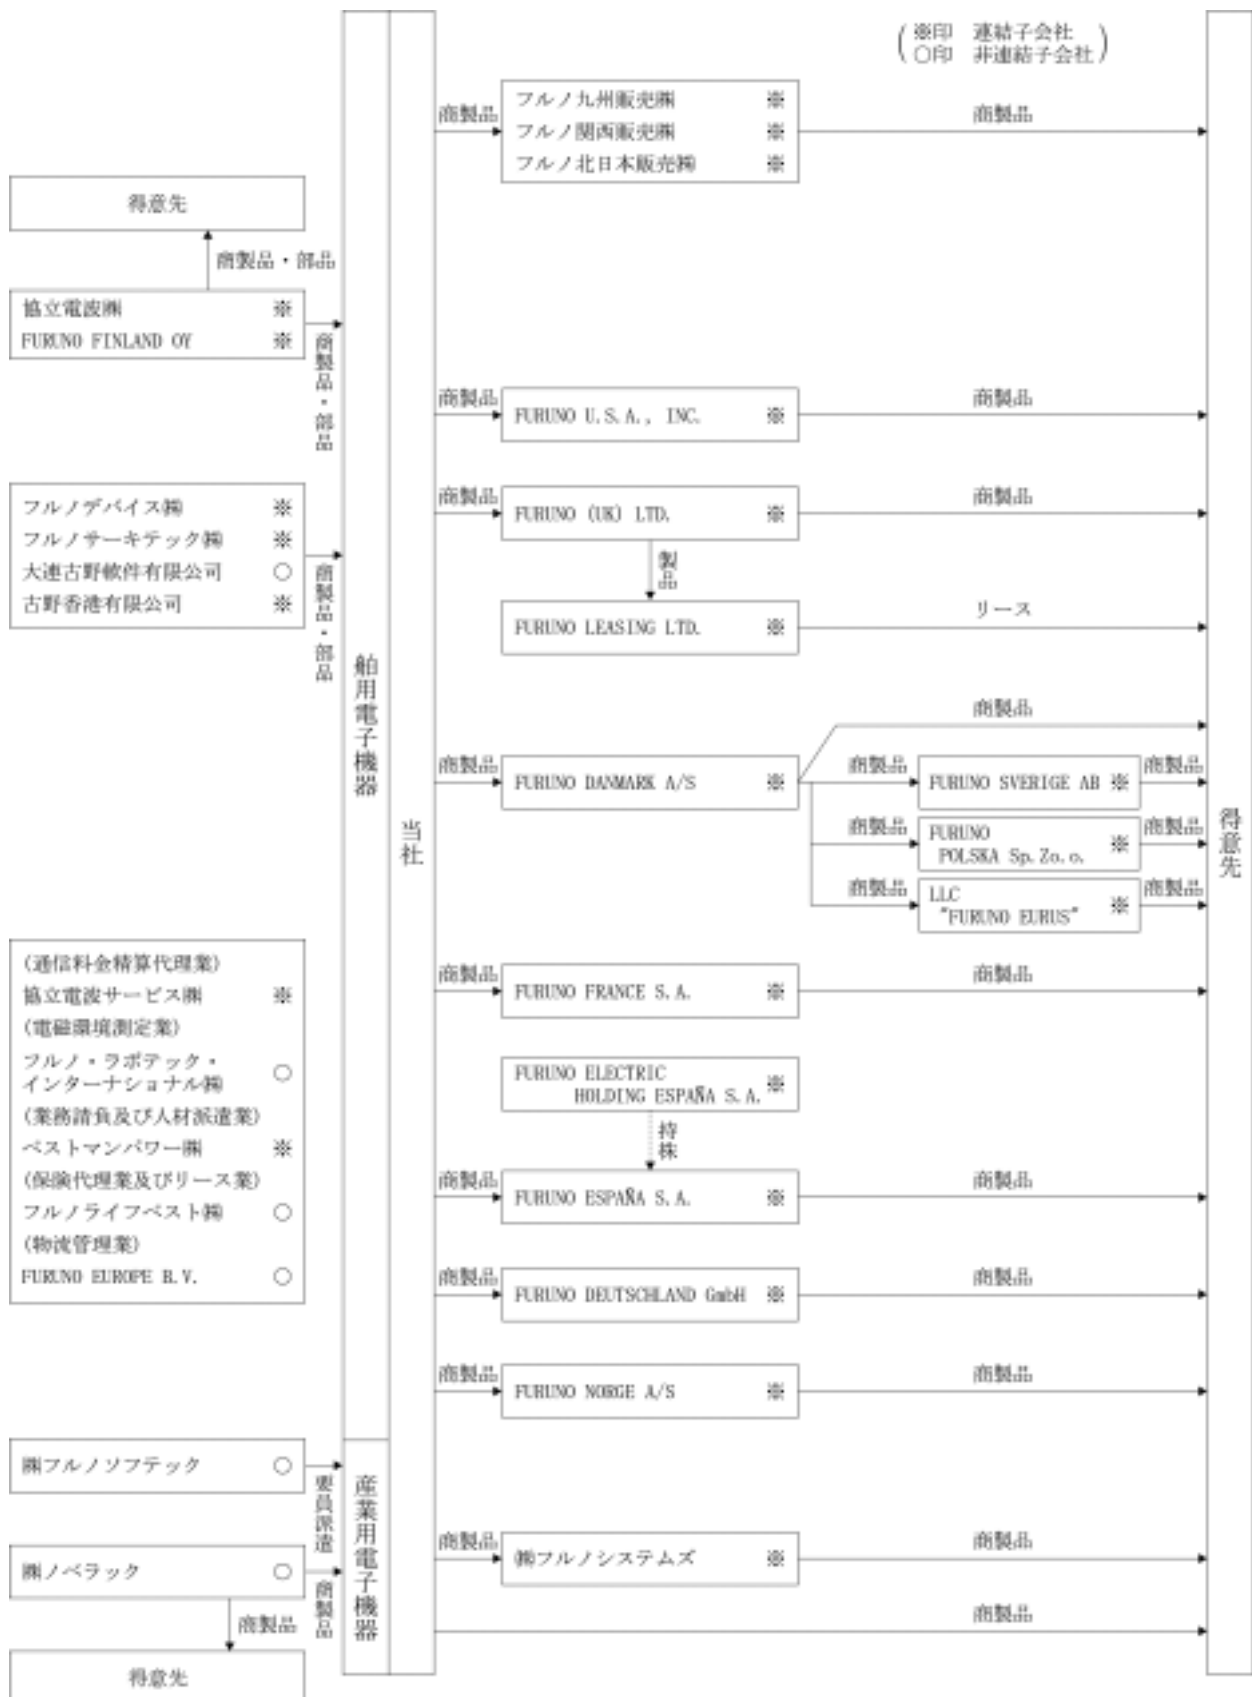 ※印 連結子会社
○印 非連結子会社
商製品
フルノ九州販売㈱ ※
フルノ関西販売㈱ ※
フルノ北日本販売㈱ ※
商製品
得意先
商製品・部品
協立電波㈱ ※
FURUNO FINLAND OY ※
商製品・部品
商製品
FURUNO U.S.A., INC. ※
商製品
フルノデバイス㈱ ※
フルノサーキテック㈱ ※
大連古野軟件有限公司 ○
古野香港有限公司 ※
商製品・部品
商製品
FURUNO (UK) LTD. ※
商製品
製品
FURUNO LEASING LTD. ※
リース
舶用電子機器
当社
得意先
商製品
商製品
FURUNO DANMARK A/S ※
商製品
FURUNO SVERIGE AB ※
商製品
商製品
FURUNO
POLSKA Sp.Zo.o. ※
商製品
商製品
LLC
"FURUNO EURUS" ※
商製品
(通信料金精算代理業)
協立電波サービス㈱ ※
(電磁環境測定業)
フルノ・ラボテック・
インターナショナル㈱ ○
(業務請負及び人材派遣業)
ベストマンパワー㈱ ※
(保険代理業及びリース業)
フルノライフベスト㈱ ○
(物流管理業)
FURUNO EUROPE B.V. ○
商製品
FURUNO FRANCE S.A. ※
商製品
FURUNO ELECTRIC
HOLDING ESPAÑA S.A. ※
持株
商製品
FURUNO ESPAÑA S.A. ※
商製品
商製品
FURUNO DEUTSCHLAND GmbH ※
商製品
商製品
FURUNO NORGE A/S ※
商製品
㈱フルノソフテック ○
要員派遣
産業用電子機器
㈱ノベラック ○
商製品
商製品
得意先
商製品
㈱フルノシステムズ ※
商製品
商製品